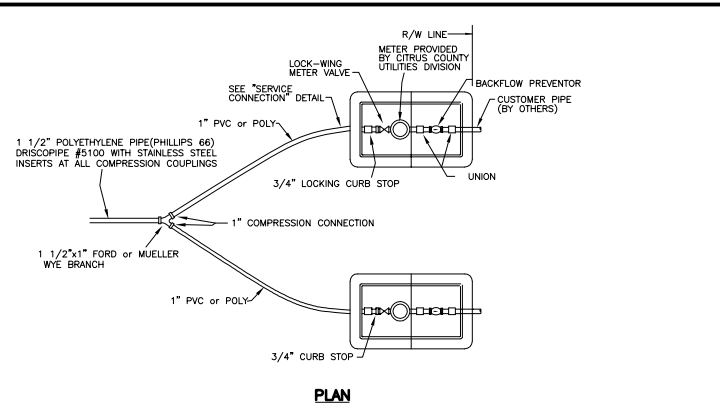 R/W LINE
METER PROVIDED
BY CITRUS COUNTY
UTILITIES DIVISION
LOCK-WING
METER VALVE
BACKFLOW PREVENTOR
SEE "SERVICE
CONNECTION" DETAIL
CUSTOMER PIPE
(BY OTHERS)
1" PVC or POLY
1 1/2" POLYETHYLENE PIPE(PHILLIPS 66)
DRISCOPIPE #5100 WITH STAINLESS STEEL
INSERTS AT ALL COMPRESSION COUPLINGS
3/4" LOCKING CURB STOP
UNION
1" COMPRESSION CONNECTION
1 1/2"x1" FORD or MUELLER
WYE BRANCH
1" PVC or POLY
3/4" CURB STOP
PLAN